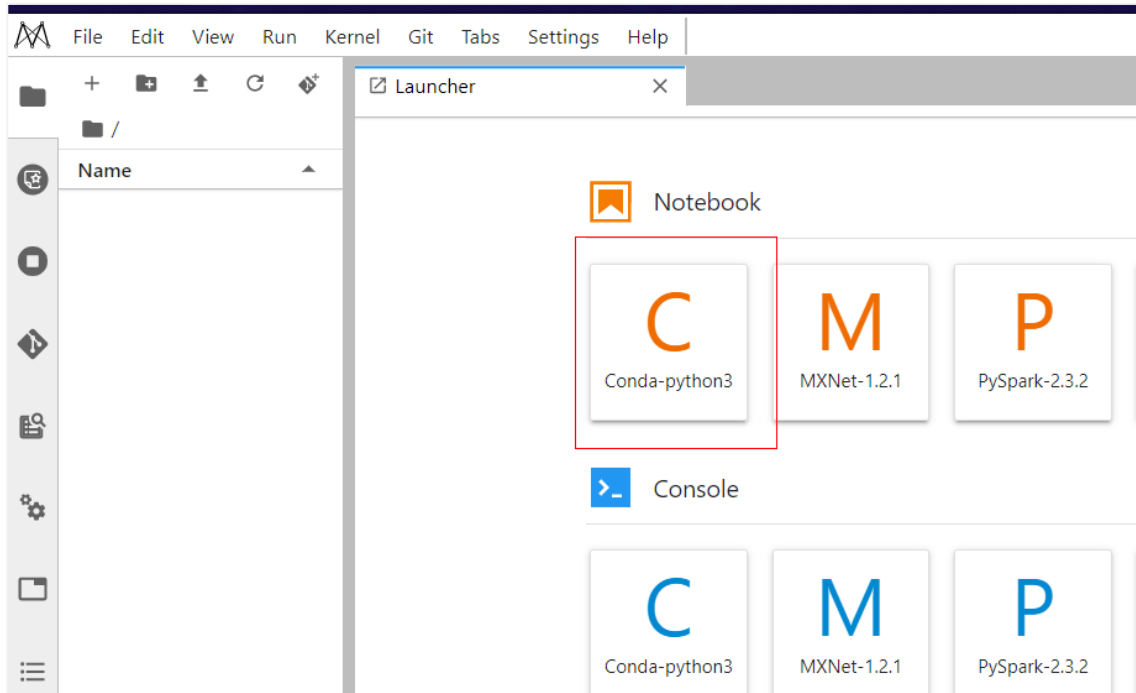 File Edit View Run Kernel Git Tabs Settings Help
Launcher
/
Name
Notebook
C M P
Conda-python3 MXNet-1.2.1 PySpark-2.3.2
Console
C M P
Conda-python3 MXNet-1.2.1 PySpark-2.3.2